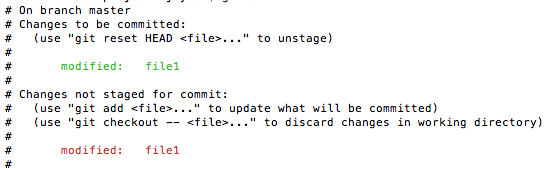 # On branch master
# Changes to be committed:
#   (use "git reset HEAD <file>..." to unstage)
#
#       modified:   file1
#
# Changes not staged for commit:
#   (use "git add <file>..." to update what will be committed)
#   (use "git checkout -- <file>..." to discard changes in working directory)
#
#       modified:   file1
#